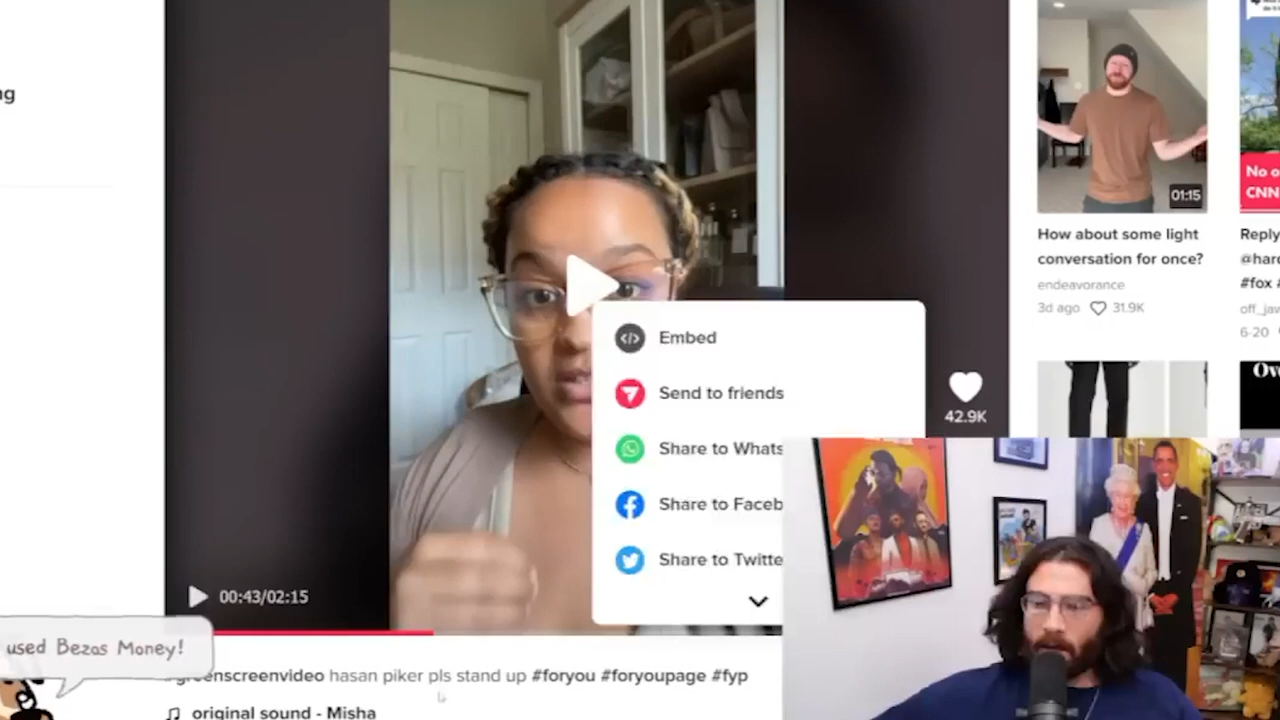 ng
Embed
Send to friends
Share to Whats
Share to Faceb
Share to Twitte
00:43/02:15
42.9K
used Bezos Money!
#greenscreenvideo hasan piker pls stand up #foryou #foryoupage #fyp
original sound - Misha
01:15
How about some light
conversation for once?
endeavorance
3d ago 31.9K
No o
CNN
Reply
@hard
#fox #
off_jaw
6-20
Ov